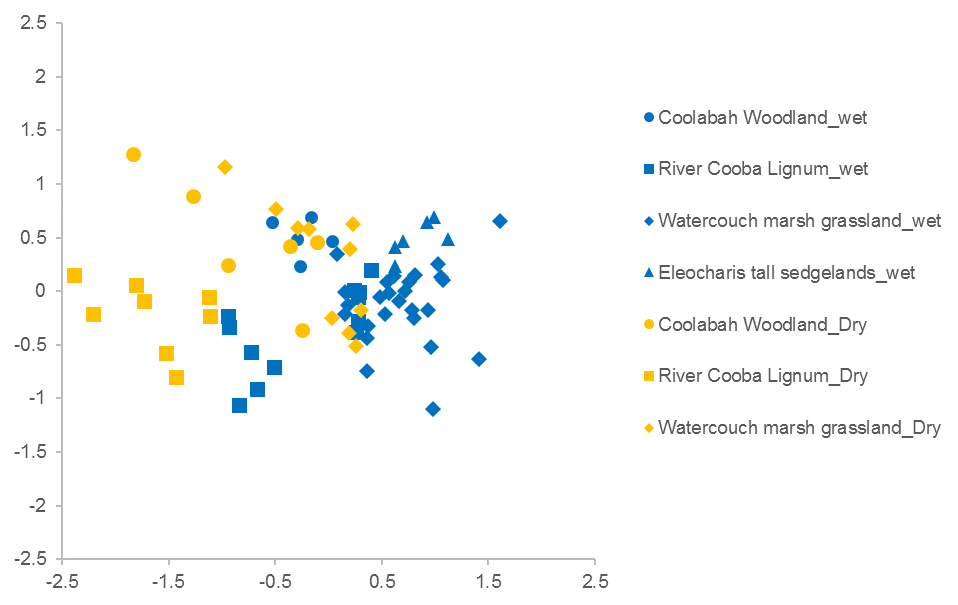 2.5
2
1.5
1
0.5
0
-0.5
-1
-1.5
-2
-2.5
-2.5 -1.5 -0.5 0.5 1.5 2.5
Coolabah Woodland_wet
River Cooba Lignum_wet
Watercouch marsh grassland_wet
Eleocharis tall sedgelands_wet
Coolabah Woodland_Dry
River Cooba Lignum_Dry
Watercouch marsh grassland_Dry